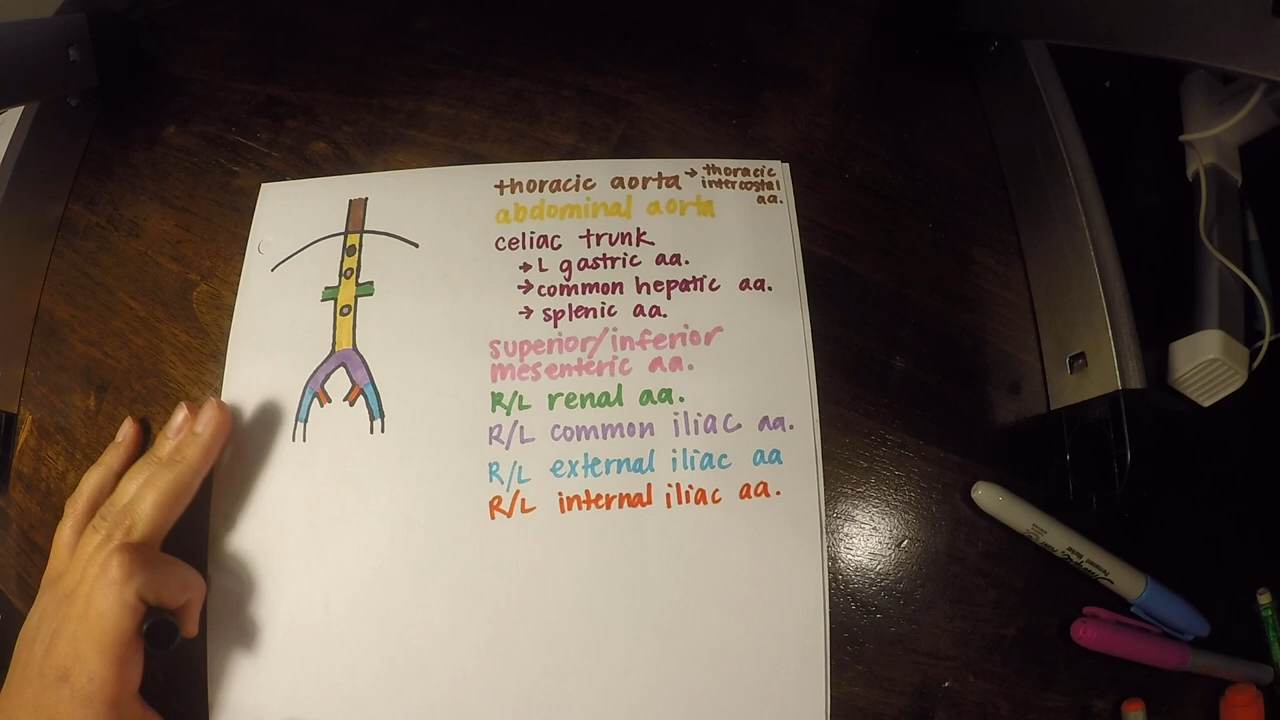 thoracic aorta → thoracic
intercostal
aa.
abdominal aorta
celiac trunk
→ L gastric aa.
→ common hepatic aa.
→ splenic aa.
superior/inferior
mesenteric aa.
R/L renal aa.
R/L common iliac aa.
R/L external iliac aa
R/L internal iliac aa.
Sharpie